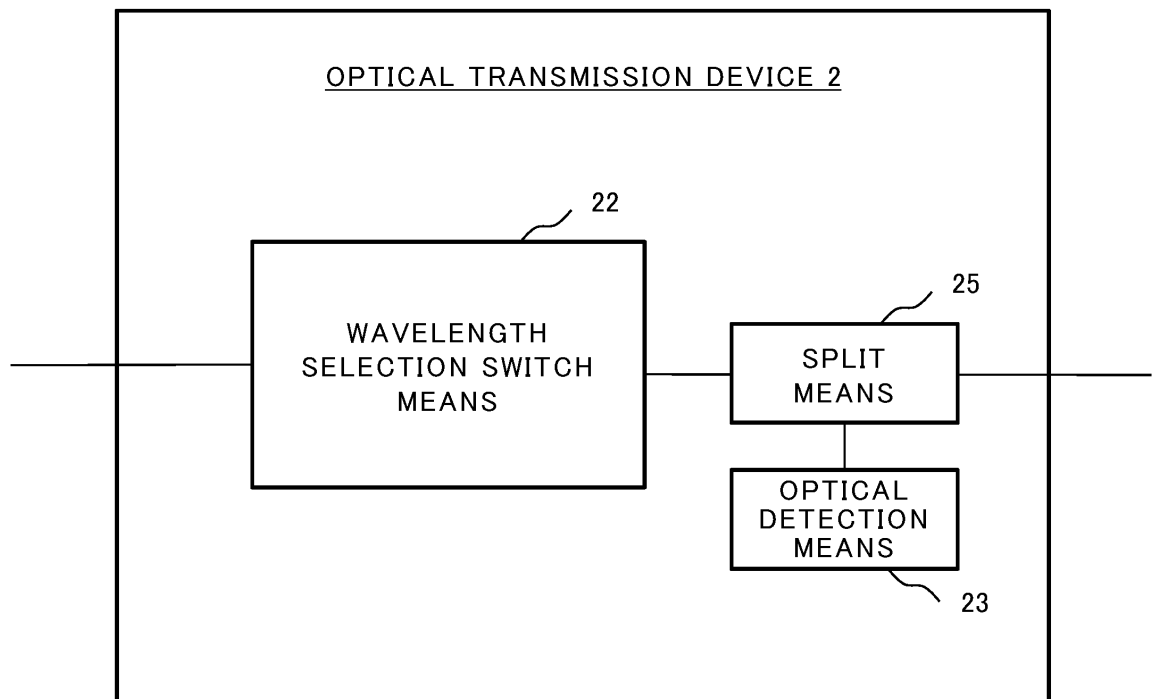 OPTICAL TRANSMISSION DEVICE 2
22
WAVELENGTH
SELECTION SWITCH
MEANS
25
SPLIT
MEANS
OPTICAL
DETECTION
MEANS
23